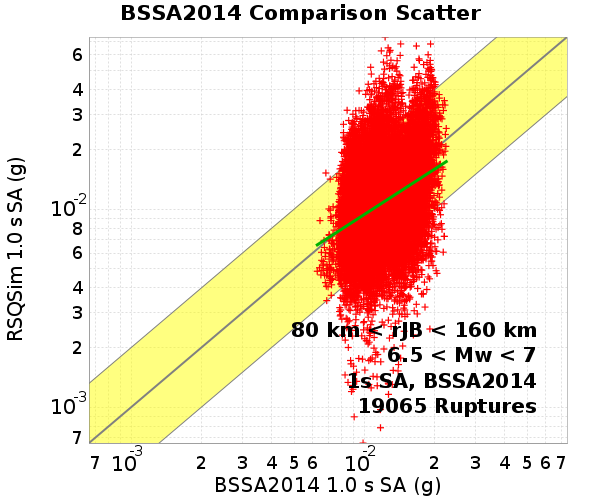 BSSA2014 Comparison Scatter
RSQSim 1.0 s SA (g)
6
4
3
2
10-2
8
6
4
3
2
10-3
7
80 km < rJB < 160 km
6.5 < Mw < 7
1s SA, BSSA2014
19065 Ruptures
7 10-3 2 3 4 5 6 10-2 2 3 4 5 6 7
BSSA2014 1.0 s SA (g)